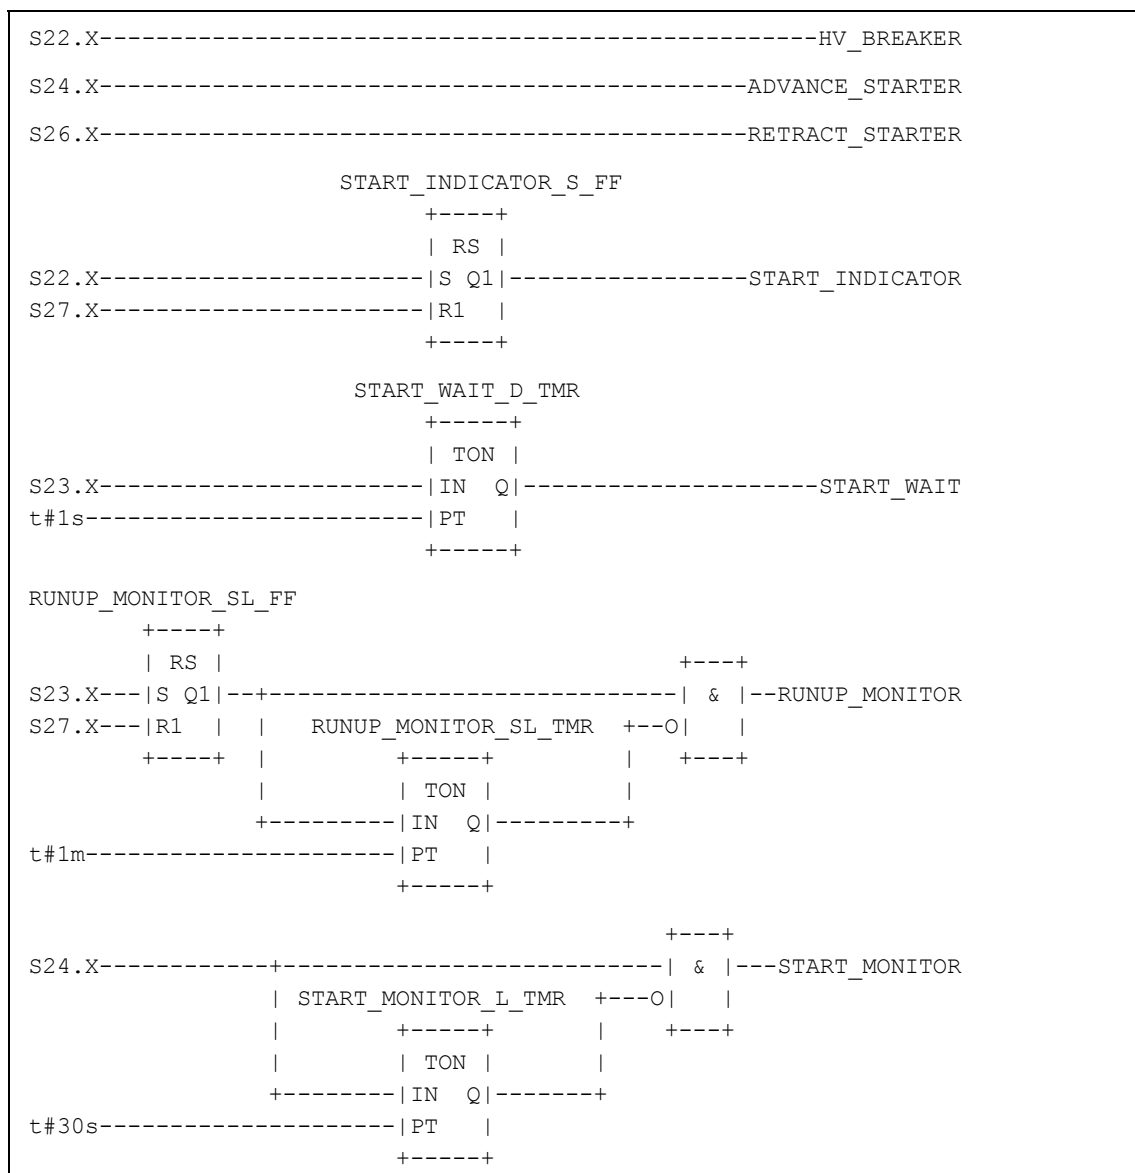 S22.X---------------------------------------------------HV_BREAKER
S24.X----------------------------------------------ADVANCE_STARTER
S26.X----------------------------------------------RETRACT_STARTER
                      START_INDICATOR_S_FF
                            +----+
                            | RS |
S22.X-----------------------|S Q1|-----------------START_INDICATOR
S27.X-----------------------|R1  |
                            +----+
                       START_WAIT_D_TMR
                            +-----+
                            | TON |
S23.X-----------------------|IN  Q|---------------------START_WAIT
t#1s------------------------|PT   |
                            +-----+
RUNUP_MONITOR_SL_FF
        +----+
        | RS |                                +---+
S23.X---|S Q1|--+-----------------------------| & |--RUNUP_MONITOR
S27.X---|R1  |  |   RUNUP_MONITOR_SL_TMR  +--O|   |
        +----+  |         +-----+         |   +---+
                |         | TON |         |
                +---------|IN  Q|---------+
t#1m----------------------|PT   |
                          +-----+
                                             +---+
S24.X------------+---------------------------| & |---START_MONITOR
                 | START_MONITOR_L_TMR  +---O|   |
                 |        +-----+       |    +---+
                 |        | TON |       |
                 +--------|IN  Q|-------+
t#30s---------------------|PT   |
                          +-----+